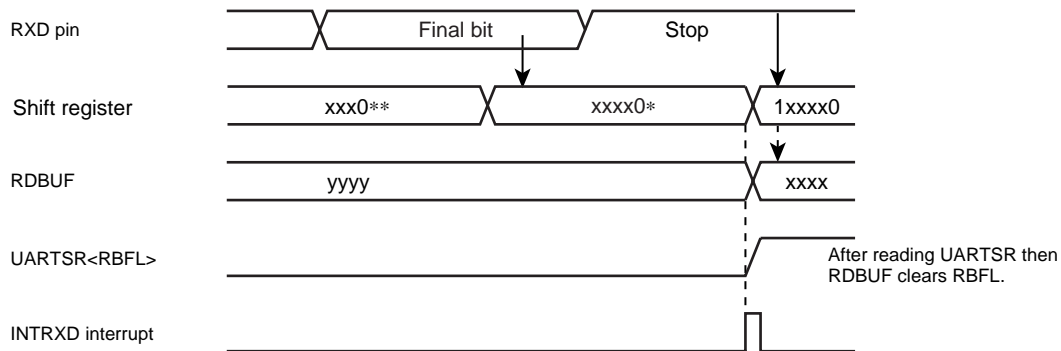 RXD pin
Final bit
Stop
Shift register
xxx0**
xxxx0*
1xxxx0
RDBUF
yyyy
xxxx
UARTSR<RBFL>
After reading UARTSR then
RDBUF clears RBFL.
INTRXD interrupt